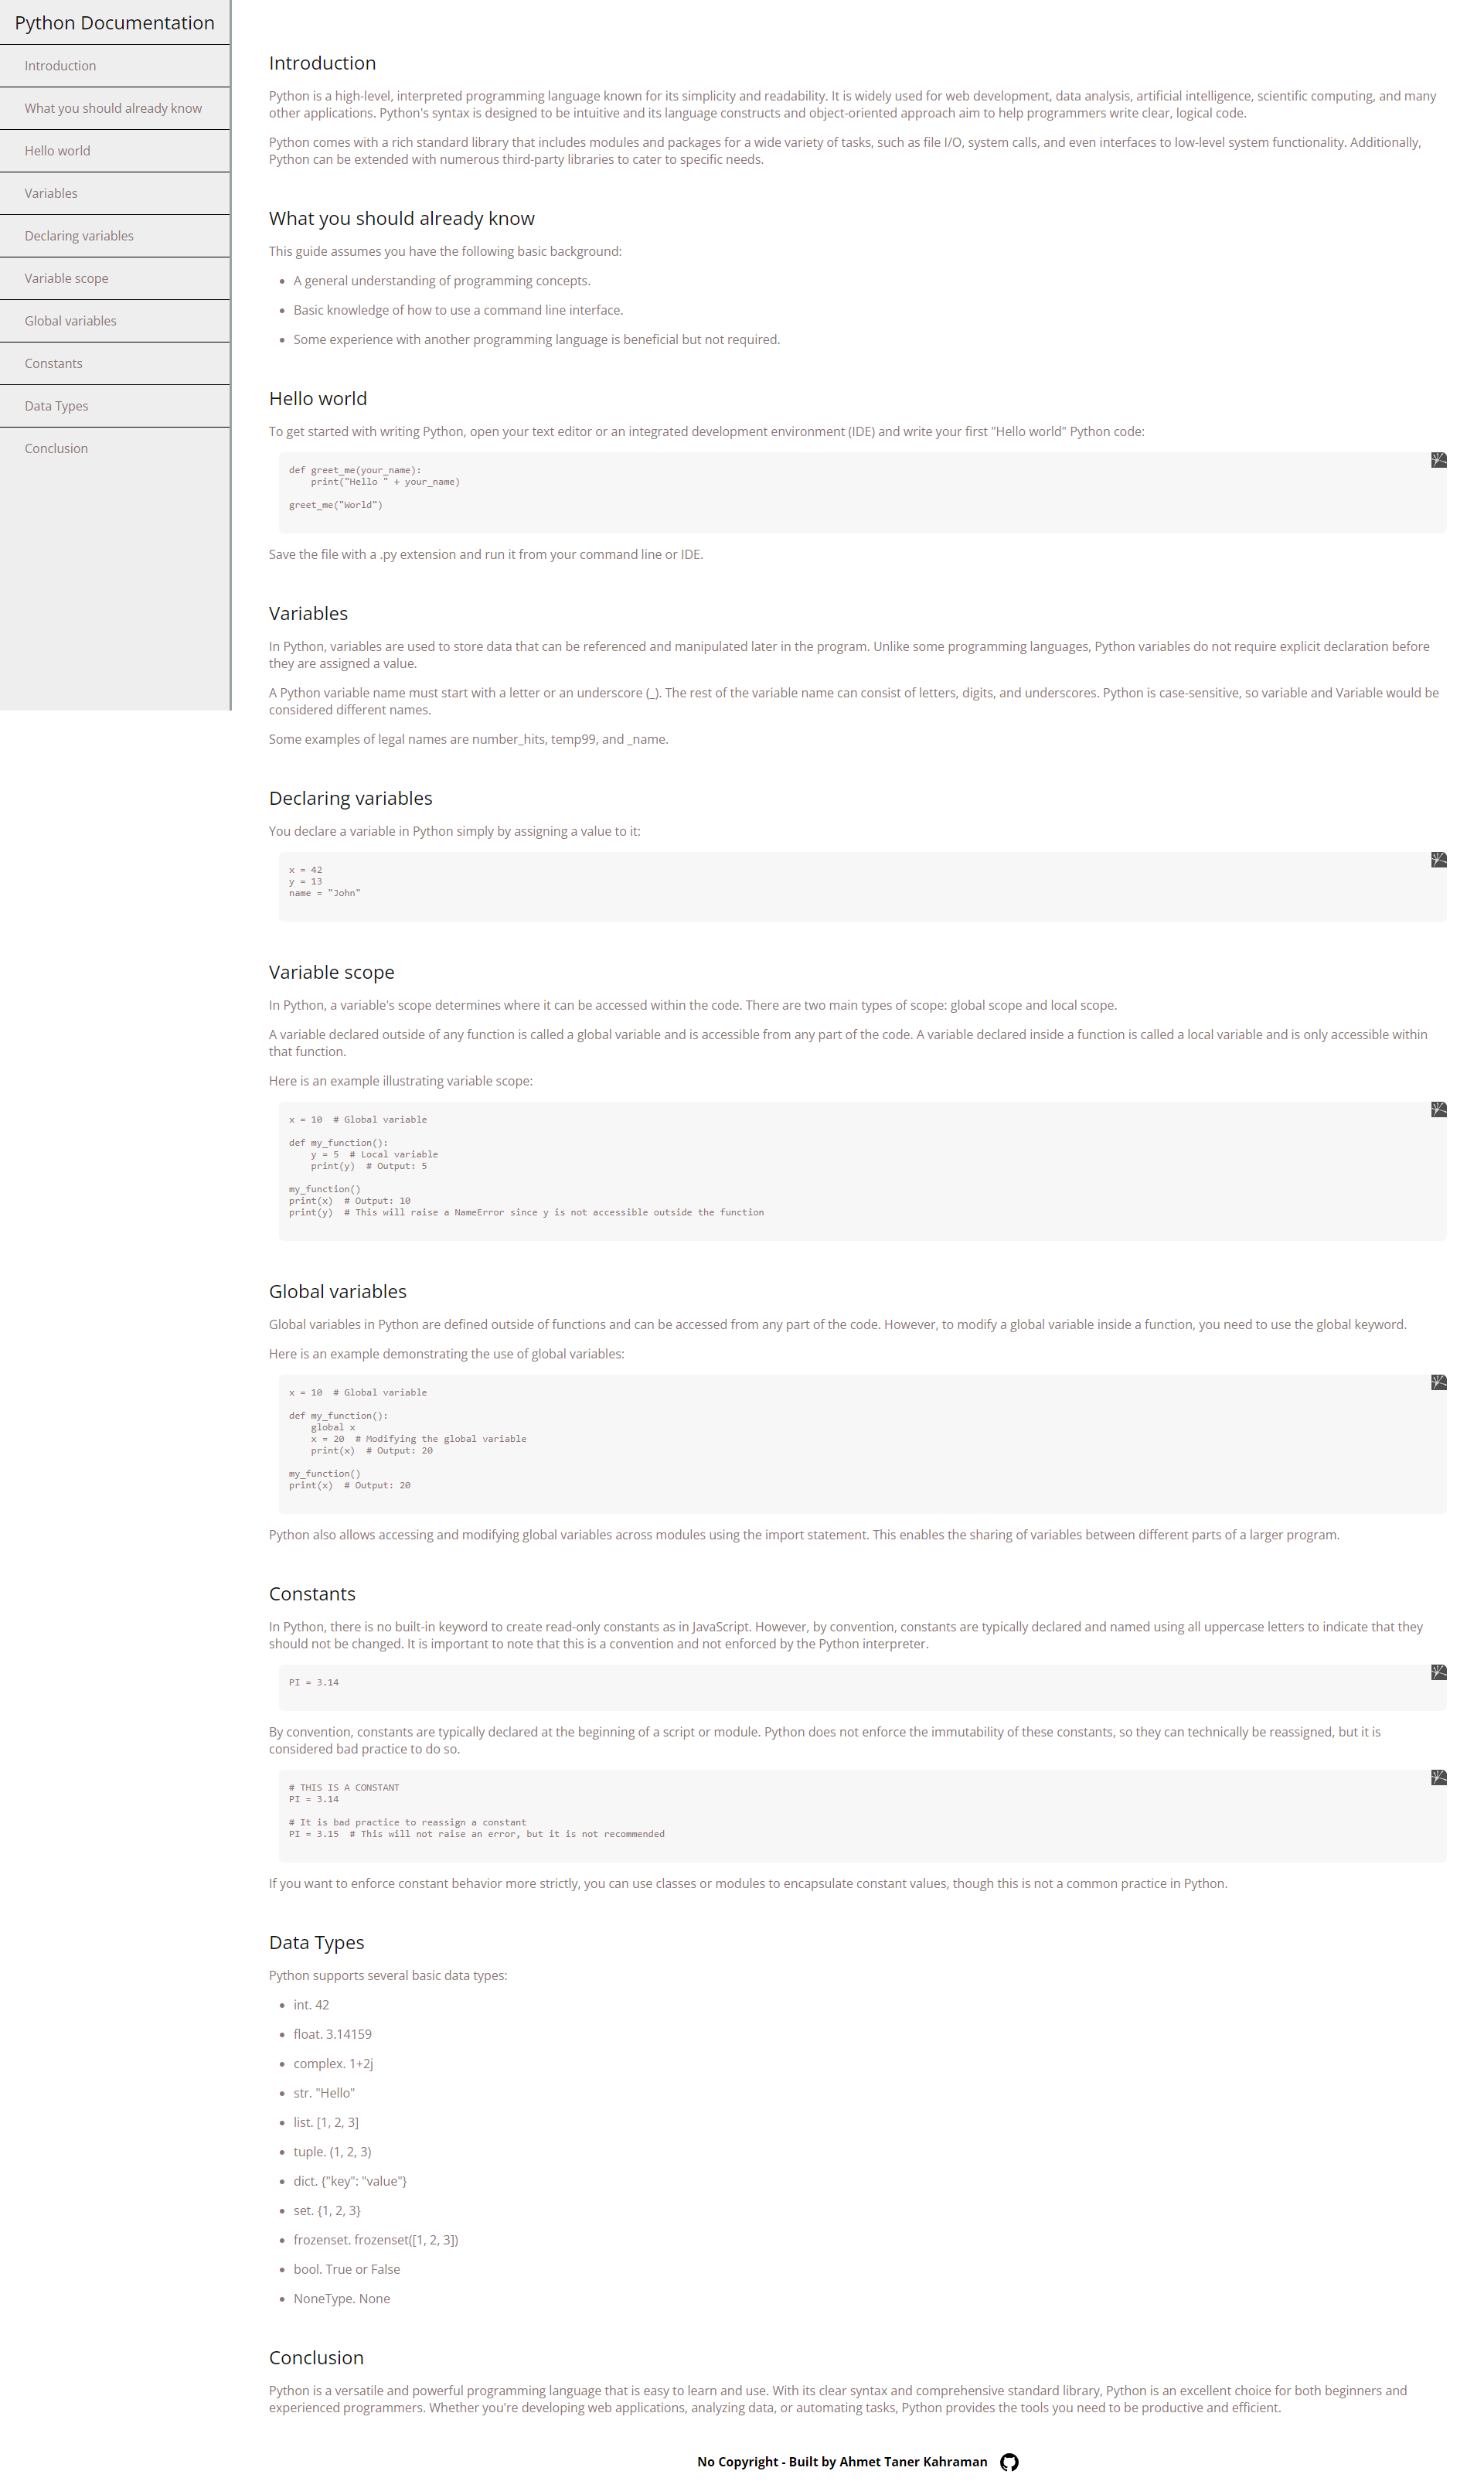 Python Documentation
Introduction
What you should already know
Hello world
Variables
Declaring variables
Variable scope
Global variables
Constants
Data Types
Conclusion
Introduction
Python is a high-level, interpreted programming language known for its simplicity and readability. It is widely used for web development, data analysis, artificial intelligence, scientific computing, and many
other applications. Python's syntax is designed to be intuitive and its language constructs and object-oriented approach aim to help programmers write clear, logical code.
Python comes with a rich standard library that includes modules and packages for a wide variety of tasks, such as file I/O, system calls, and even interfaces to low-level system functionality. Additionally,
Python can be extended with numerous third-party libraries to cater to specific needs.
What you should already know
This guide assumes you have the following basic background:
• A general understanding of programming concepts.
• Basic knowledge of how to use a command line interface.
• Some experience with another programming language is beneficial but not required.
Hello world
To get started with writing Python, open your text editor or an integrated development environment (IDE) and write your first "Hello world" Python code:
def greet_me(your_name):
    print("Hello " + your_name)
greet_me("World")
Save the file with a .py extension and run it from your command line or IDE.
Variables
In Python, variables are used to store data that can be referenced and manipulated later in the program. Unlike some programming languages, Python variables do not require explicit declaration before
they are assigned a value.
A Python variable name must start with a letter or an underscore (_). The rest of the variable name can consist of letters, digits, and underscores. Python is case-sensitive, so variable and Variable would be
considered different names.
Some examples of legal names are number_hits, temp99, and _name.
Declaring variables
You declare a variable in Python simply by assigning a value to it:
x = 42
y = 13
name = "John"
Variable scope
In Python, a variable's scope determines where it can be accessed within the code. There are two main types of scope: global scope and local scope.
A variable declared outside of any function is called a global variable and is accessible from any part of the code. A variable declared inside a function is called a local variable and is only accessible within
that function.
Here is an example illustrating variable scope:
x = 10  # Global variable
def my_function():
    y = 5  # Local variable
    print(y)  # Output: 5
my_function()
print(x)  # Output: 10
print(y)  # This will raise a NameError since y is not accessible outside the function
Global variables
Global variables in Python are defined outside of functions and can be accessed from any part of the code. However, to modify a global variable inside a function, you need to use the global keyword.
Here is an example demonstrating the use of global variables:
x = 10  # Global variable
def my_function():
    global x
    x = 20  # Modifying the global variable
    print(x)  # Output: 20
my_function()
print(x)  # Output: 20
Python also allows accessing and modifying global variables across modules using the import statement. This enables the sharing of variables between different parts of a larger program.
Constants
In Python, there is no built-in keyword to create read-only constants as in JavaScript. However, by convention, constants are typically declared and named using all uppercase letters to indicate that they
should not be changed. It is important to note that this is a convention and not enforced by the Python interpreter.
PI = 3.14
By convention, constants are typically declared at the beginning of a script or module. Python does not enforce the immutability of these constants, so they can technically be reassigned, but it is
considered bad practice to do so.
# THIS IS A CONSTANT
PI = 3.14
# It is bad practice to reassign a constant
PI = 3.15  # This will not raise an error, but it is not recommended
If you want to enforce constant behavior more strictly, you can use classes or modules to encapsulate constant values, though this is not a common practice in Python.
Data Types
Python supports several basic data types:
• int. 42
• float. 3.14159
• complex. 1+2j
• str. "Hello"
• list. [1, 2, 3]
• tuple. (1, 2, 3)
• dict. {"key": "value"}
• set. {1, 2, 3}
• frozenset. frozenset([1, 2, 3])
• bool. True or False
• NoneType. None
Conclusion
Python is a versatile and powerful programming language that is easy to learn and use. With its clear syntax and comprehensive standard library, Python is an excellent choice for both beginners and
experienced programmers. Whether you're developing web applications, analyzing data, or automating tasks, Python provides the tools you need to be productive and efficient.
No Copyright - Built by Ahmet Taner Kahraman